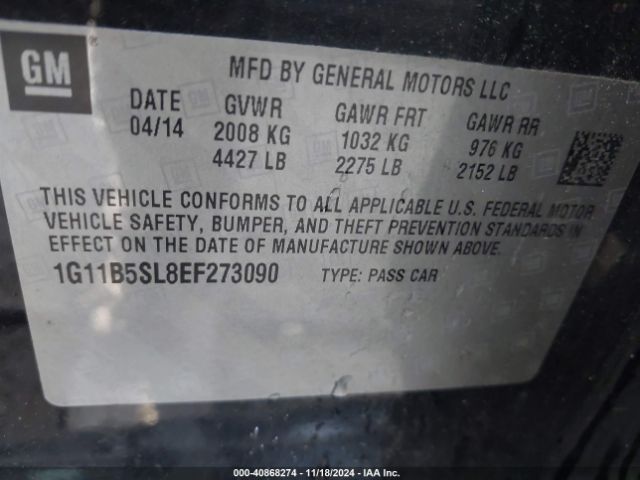 GM
MFD BY GENERAL MOTORS LLC
DATE GVWR GAWR FRT GAWR RR
04/14 2008 KG 1032 KG 976 KG
4427 LB 2275 LB 2152 LB
THIS VEHICLE CONFORMS TO ALL APPLICABLE U.S. FEDERAL MOTOR
VEHICLE SAFETY, BUMPER, AND THEFT PREVENTION STANDARDS IN
EFFECT ON THE DATE OF MANUFACTURE SHOWN ABOVE.
1G11B5SL8EF273090 TYPE: PASS CAR
000-40868274 - 11/18/2024 - IAA Inc.